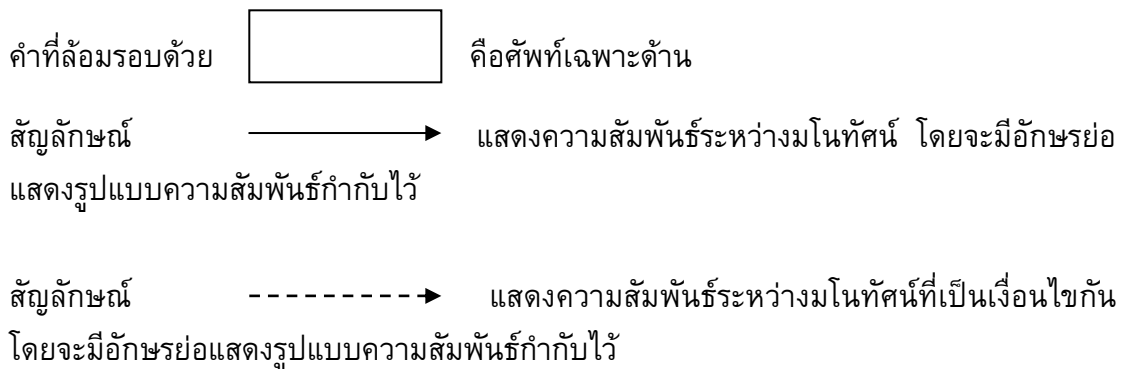 คำที่ล้อมรอบด้วย คือศัพท์เฉพาะด้าน
สัญลักษณ์ แสดงความสัมพันธ์ระหว่างมโนทัศน์ โดยจะมีอักษรย่อ
แสดงรูปแบบความสัมพันธ์กำกับไว้
สัญลักษณ์ แสดงความสัมพันธ์ระหว่างมโนทัศน์ที่เป็นเงื่อนไขกัน
โดยจะมีอักษรย่อแสดงรูปแบบความสัมพันธ์กำกับไว้